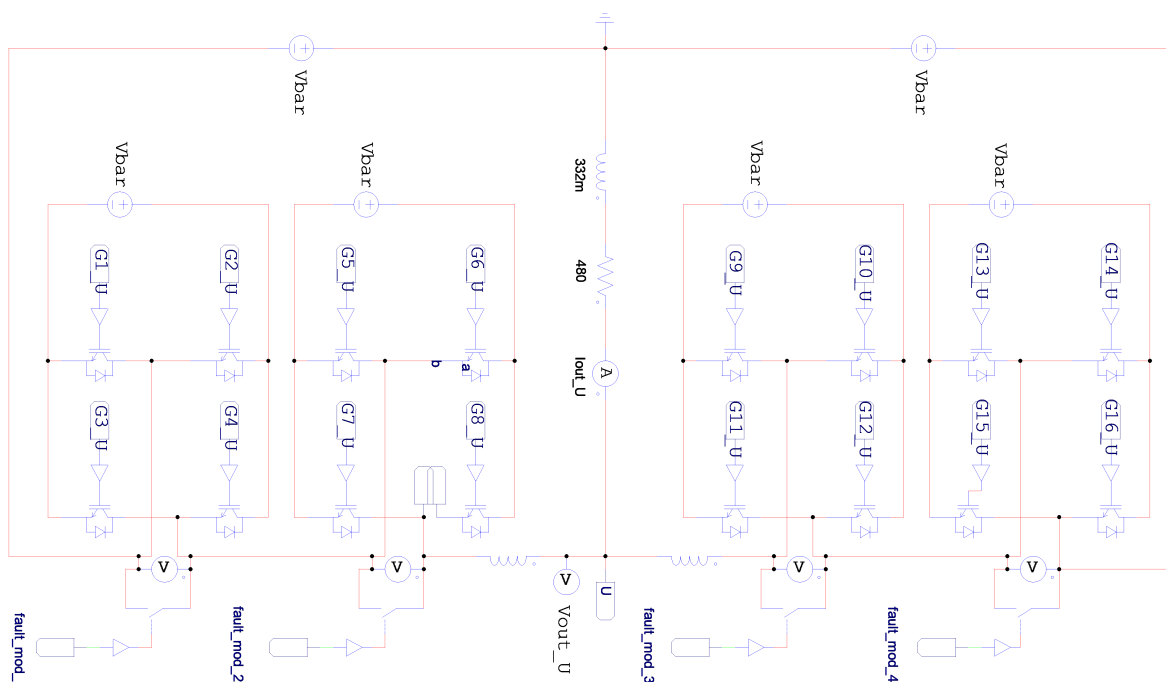 Vbar
Vbar
Vbar
Vbar
Vbar
Vbar
332m
480
Iout_U
A
G1_U
G2_U
G5_U
G6_U
G9_U
G10_U
G13_U
G14_U
b
a
G3_U
G4_U
G7_U
G8_U
G11_U
G12_U
G15_U
G16_U
V
V
V
V
V
U
Vout_U
fault_mod_
fault_mod_2
fault_mod_3
fault_mod_4